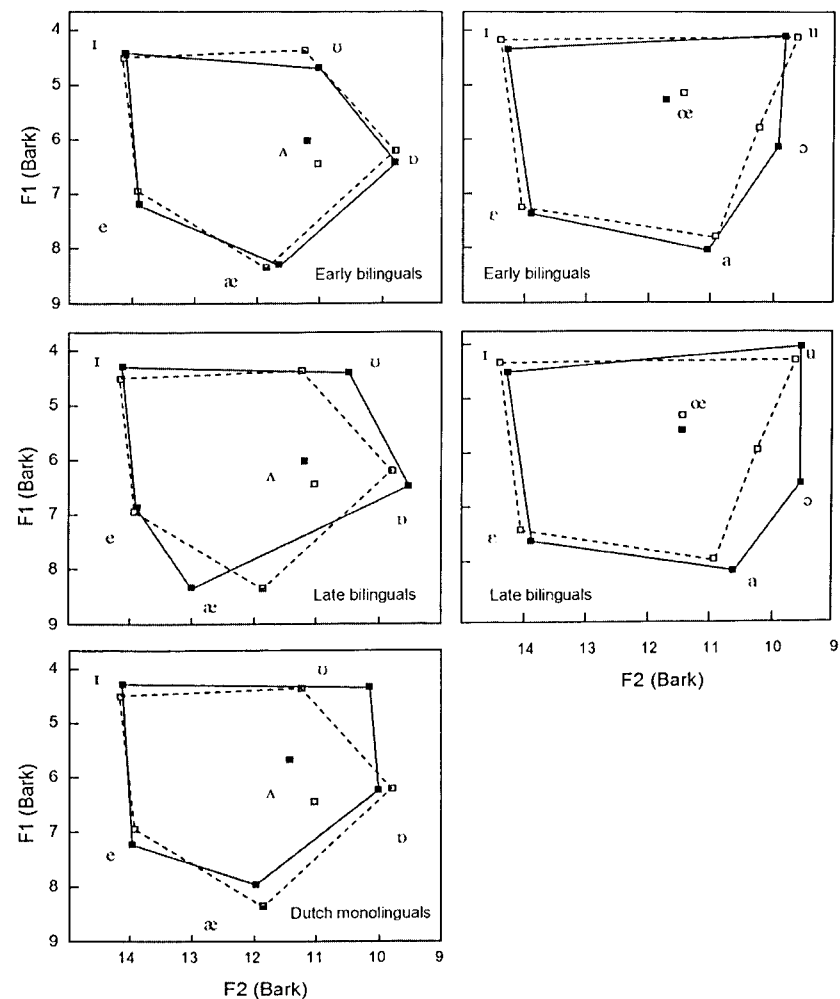 4
5
6
7
8
9
F1 (Bark)
ɪ
ʊ
ʌ
ɒ
e
æ
Early bilinguals
ɪ
u
œ
ɔ
ɛ
a
Early bilinguals
4
5
6
7
8
9
F1 (Bark)
ɪ
ʊ
ʌ
ɒ
e
æ
Late bilinguals
ɪ
u
œ
ɔ
ɛ
a
Late bilinguals
14 13 12 11 10 9
F2 (Bark)
4
5
6
7
8
9
F1 (Bark)
ɪ
ʊ
ʌ
ɒ
e
æ
Dutch monolinguals
14 13 12 11 10 9
F2 (Bark)